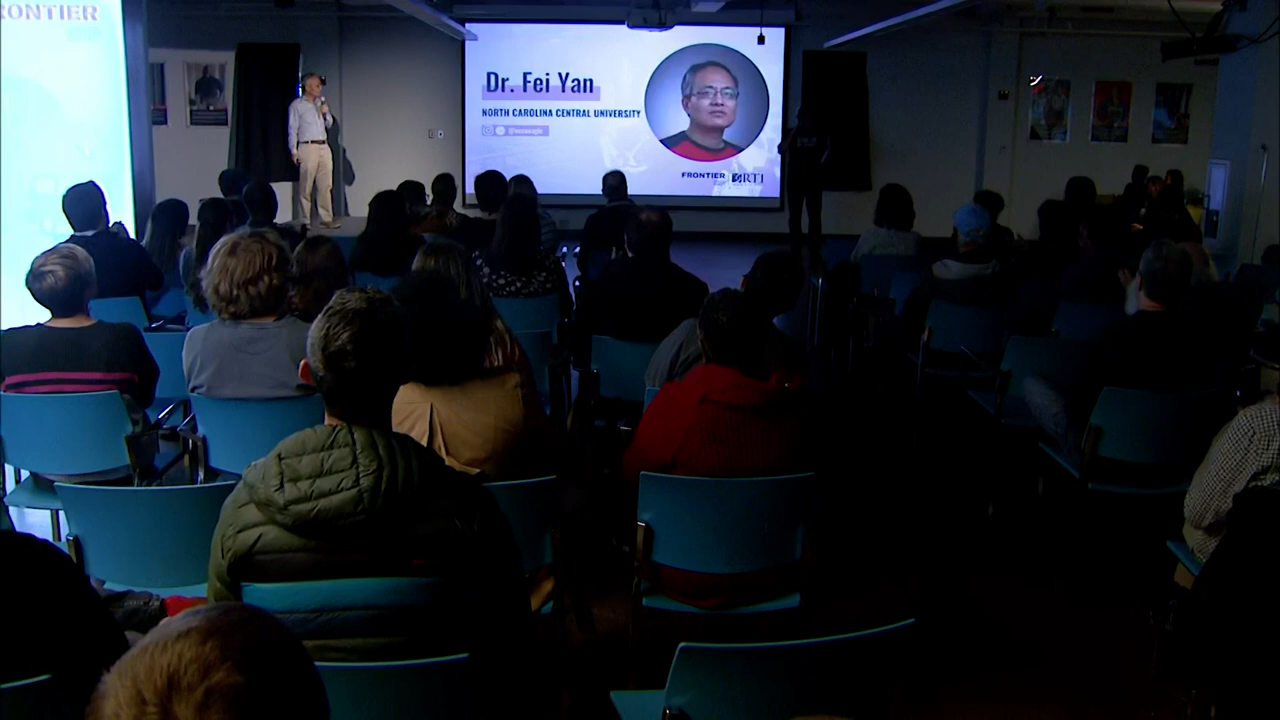 FRONTIER
Dr. Fei Yan
NORTH CAROLINA CENTRAL UNIVERSITY
FRONTIER
RTI